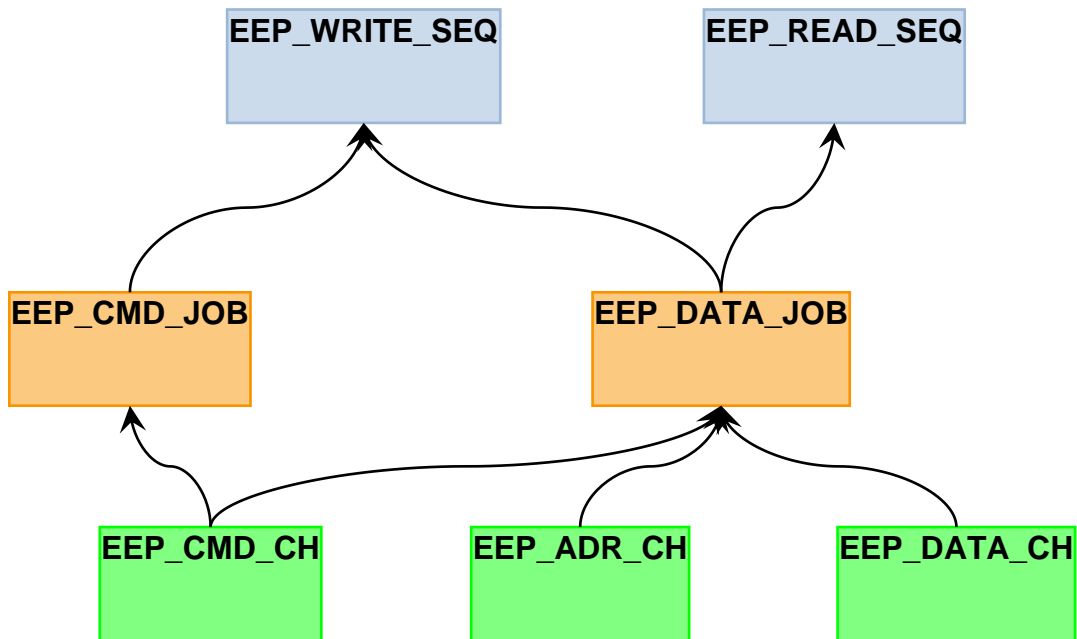 EEP_WRITE_SEQ
EEP_READ_SEQ
EEP_CMD_JOB
EEP_DATA_JOB
EEP_CMD_CH
EEP_ADR_CH
EEP_DATA_CH